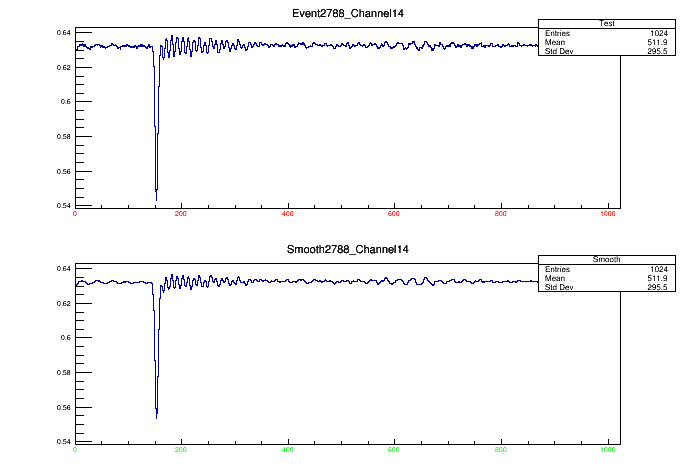 Event2788_Channel14
Test
Entries 1024
Mean 511.9
Std Dev 295.5
0.64
0.62
0.6
0.58
0.56
0.54
0 200 400 600 800 1000
Smooth2788_Channel14
Smooth
Entries 1024
Mean 511.9
Std Dev 295.5
0.64
0.62
0.6
0.58
0.56
0.54
0 200 400 600 800 1000